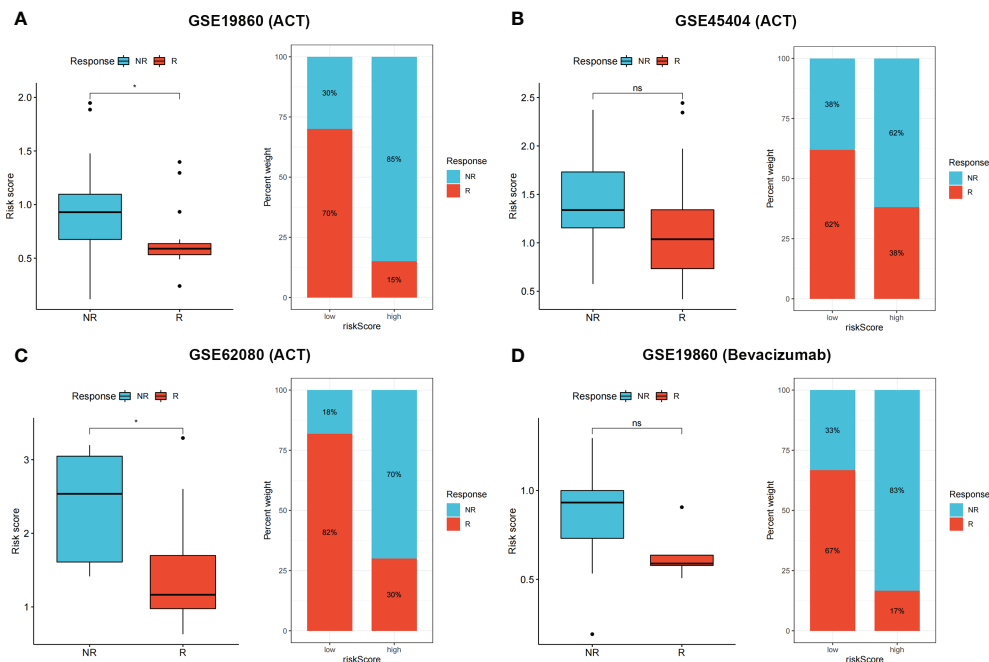 A
GSE19860 (ACT)
Response NR R
Risk score
2.0
1.5
1.0
0.5
*
NR R
Percent weight
100
75
50
25
0
30%
70%
85%
15%
low high
riskScore
Response
NR
R
B
GSE45404 (ACT)
Response NR R
Risk score
2.5
2.0
1.5
1.0
0.5
ns
NR R
Percent weight
100
75
50
25
0
38%
62%
62%
38%
low high
riskScore
Response
NR
R
C
GSE62080 (ACT)
Response NR R
Risk score
3
2
1
*
NR R
Percent weight
100
75
50
25
0
18%
82%
70%
30%
low high
riskScore
Response
NR
R
D
GSE19860 (Bevacizumab)
Response NR R
Risk score
1.0
0.5
ns
NR R
Percent weight
100
75
50
25
0
33%
67%
83%
17%
low high
riskScore
Response
NR
R